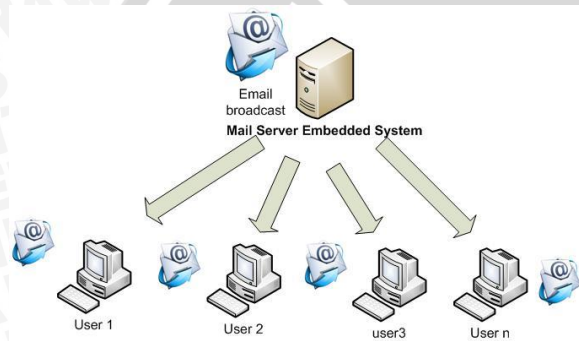 Email
broadcast
Mail Server Embedded System
User 1
User 2
user3
User n